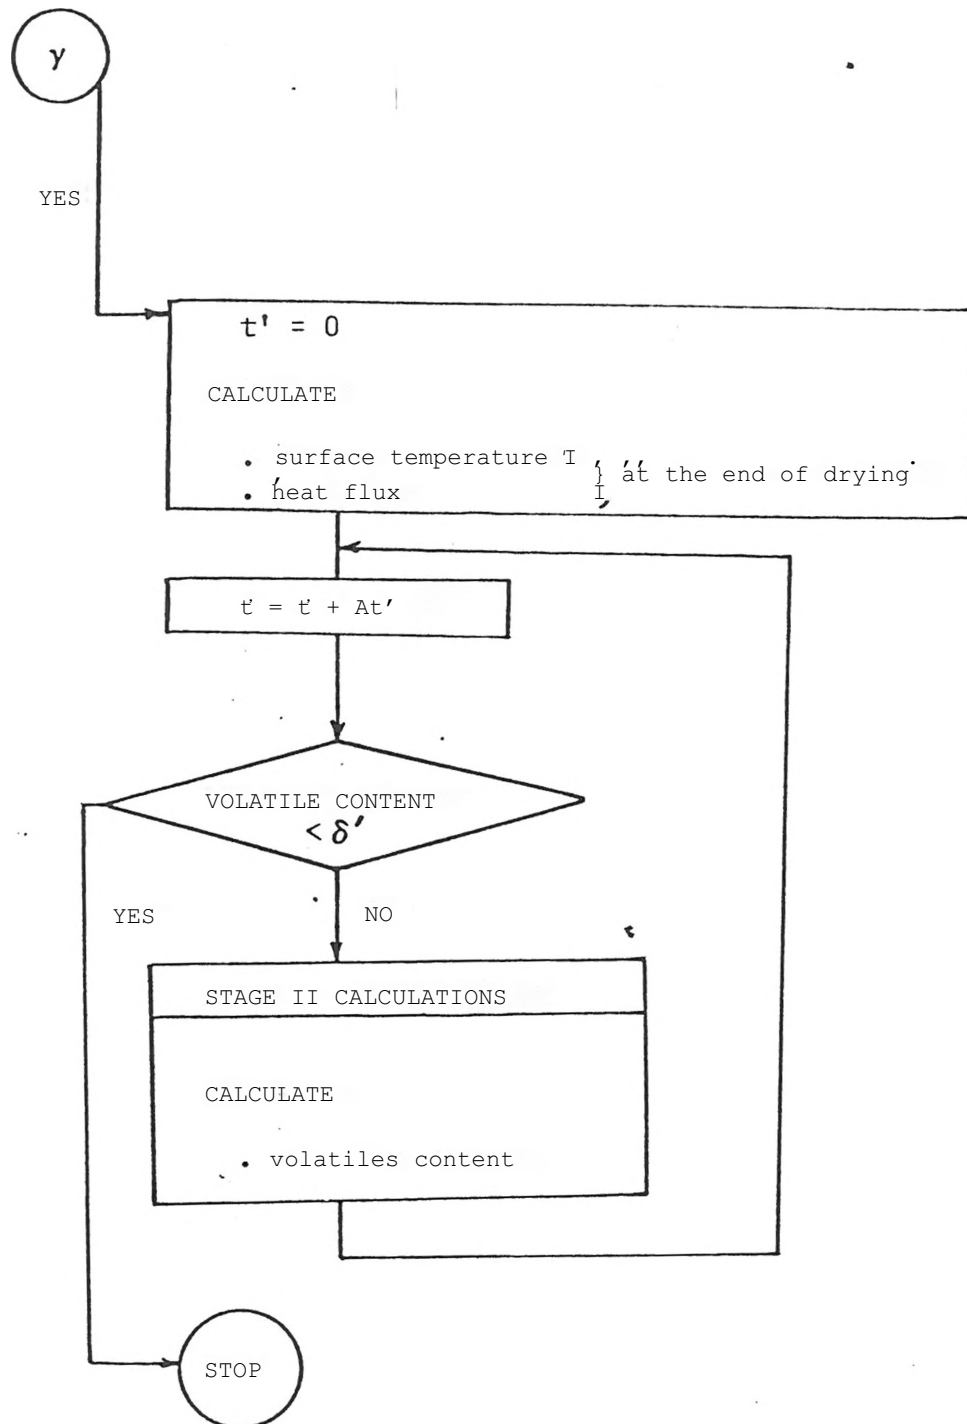 γ
YES
t' = 0
CALCULATE
• surface temperature
} at the end of drying
• heat flux
t' = t' + At'
VOLATILE CONTENT
< δ'
YES
NO
STAGE II CALCULATIONS
CALCULATE
• volatiles content
STOP